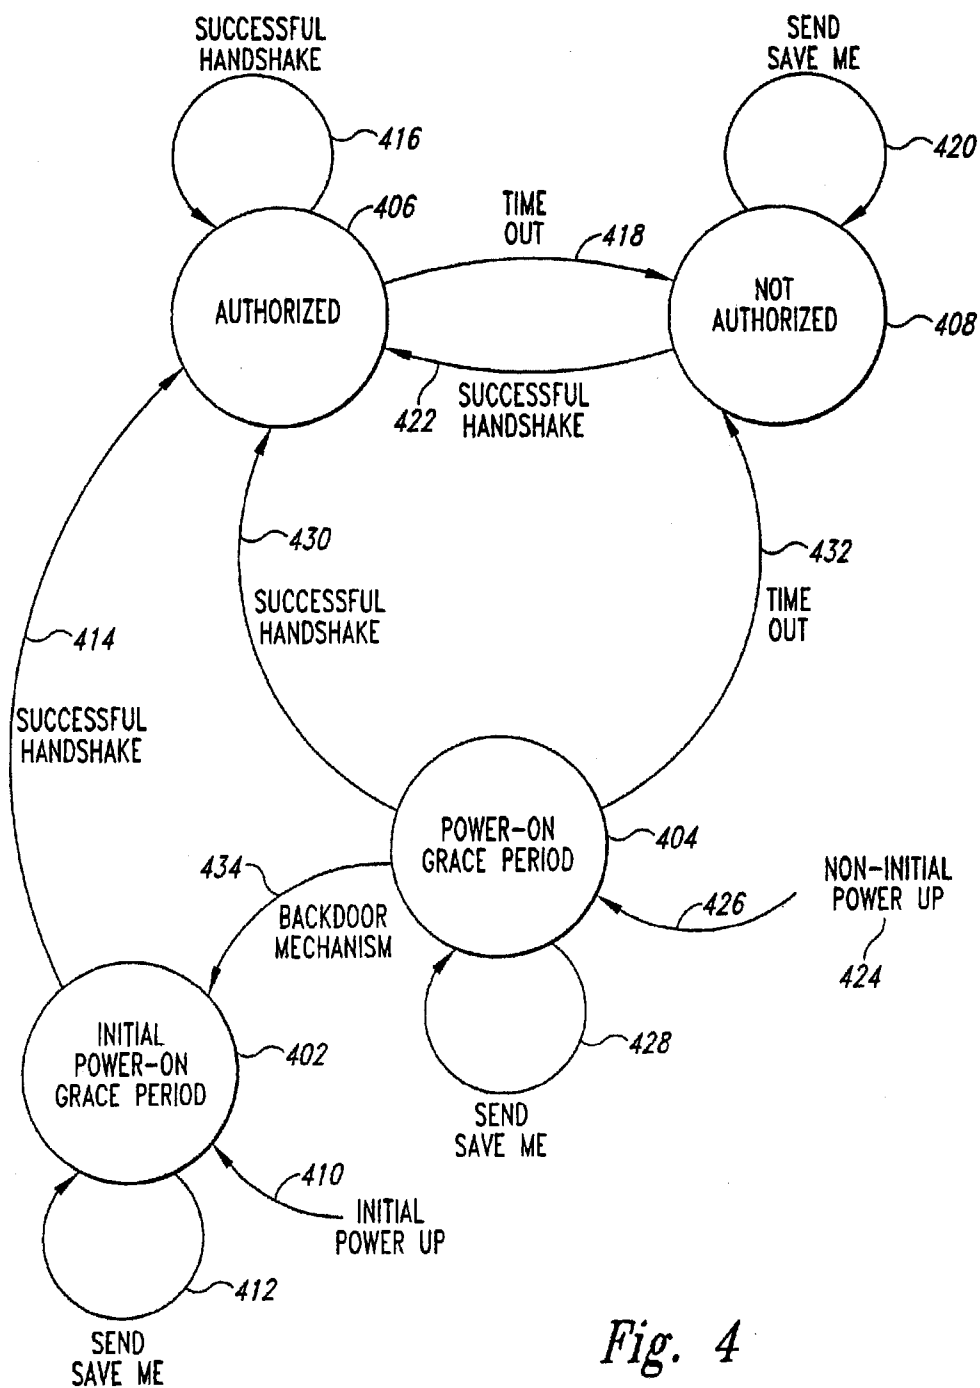 SUCCESSFUL
HANDSHAKE
SEND
SAVE ME
416
420
406
TIME
OUT
418
AUTHORIZED
NOT
AUTHORIZED
408
422
SUCCESSFUL
HANDSHAKE
430
432
SUCCESSFUL
HANDSHAKE
TIME
OUT
414
SUCCESSFUL
HANDSHAKE
POWER-ON
GRACE PERIOD
404
434
BACKDOOR
MECHANISM
426
NON-INITIAL
POWER UP
424
INITIAL
POWER-ON
GRACE PERIOD
402
428
SEND
SAVE ME
410
INITIAL
POWER UP
412
SEND
SAVE ME
Fig. 4